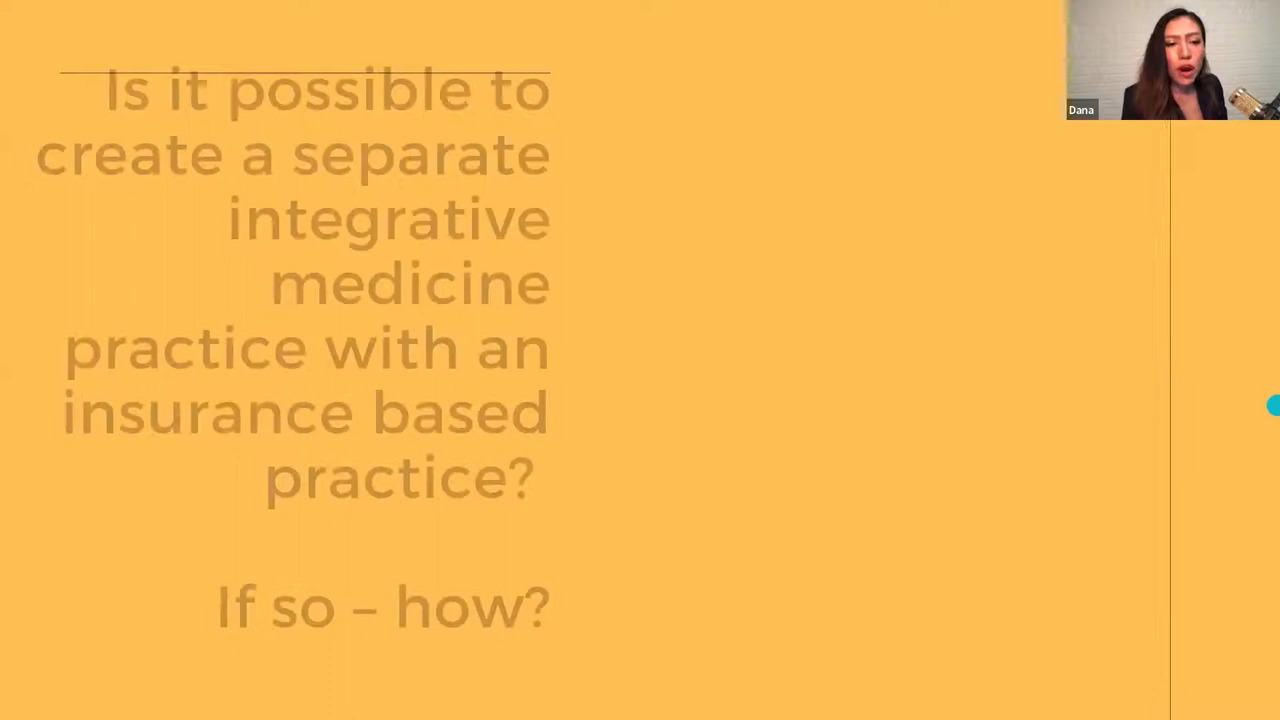 Is it possible to
create a separate
integrative
medicine
practice with an
insurance based
practice?
If so – how?
Dana